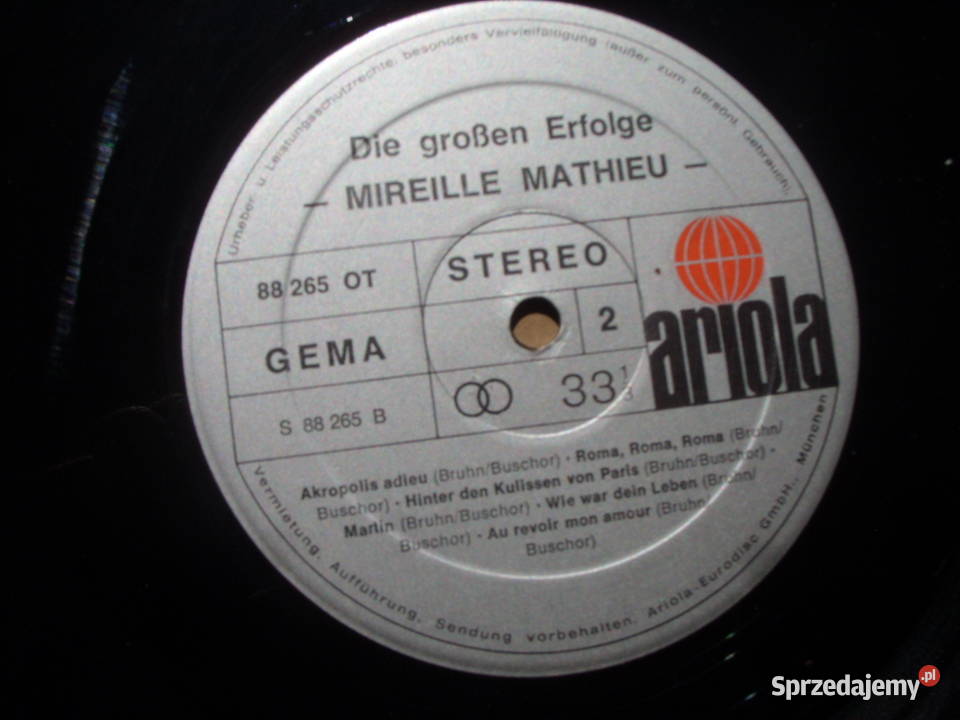 Urheber u. Leistungsschutzrechte, besonders Vervielfältigung (außer zum persönl. Gebrauch),
Die großen Erfolge
– MIREILLE MATHIEU –
88 265 OT
STEREO
GEMA
2
ariola
S 88 265 B
33 1/3
Akropolis adieu (Bruhn/Buschor) · Roma, Roma, Roma (Bruhn/
Buschor) · Hinter den Kulissen von Paris (Bruhn/Buschor) ·
Martin (Bruhn/Buschor) · Wie war dein Leben (Bruhn/
Buschor) · Au revoir mon amour (Bruhn/
Buschor)
Vermietung, Aufführung, Sendung vorbehalten. Ariola-Eurodisc GmbH., München
Sprzedajemy.pl